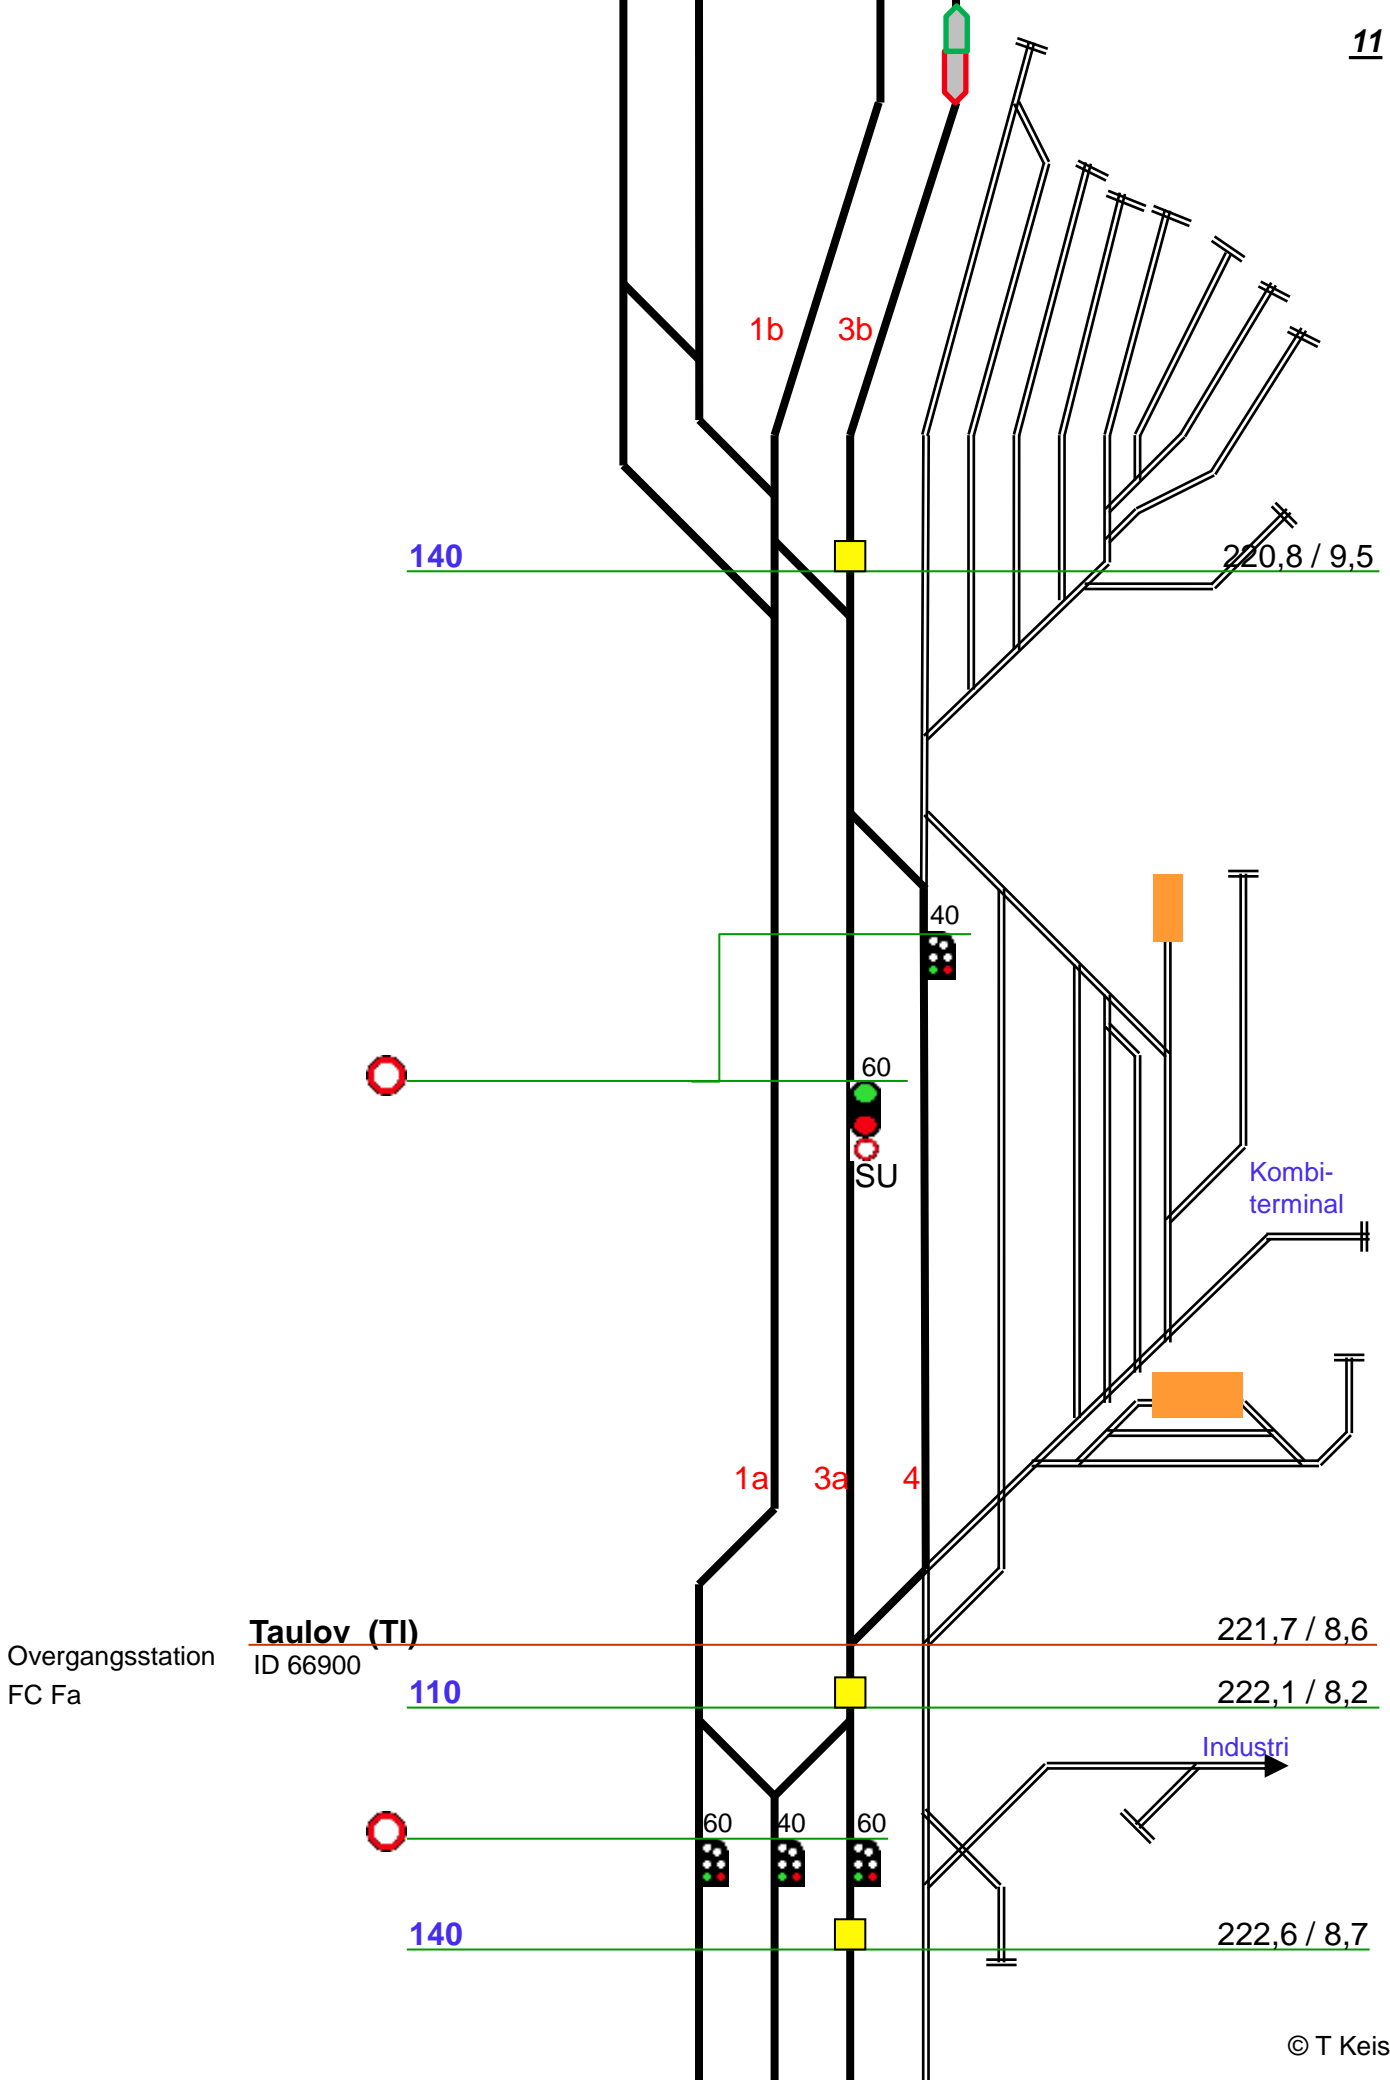 11
1b 3b
140 220,8 / 9,5
40
60
SU
Kombi-
terminal
1a 3a 4
Taulov (Tl) 221,7 / 8,6
Overgangsstation
ID 66900
FC Fa
110 222,1 / 8,2
Industri
60 40 60
140 222,6 / 8,7
© T Keis